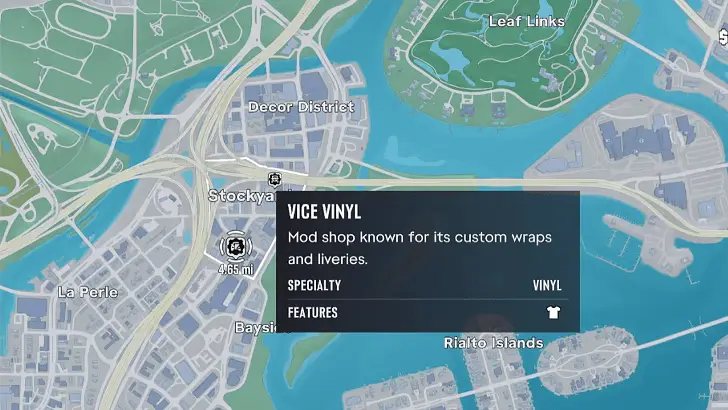 Leaf Links
Decor District
Stockya
VICE VINYL
Mod shop known for its custom wraps
and liveries.
SPECIALTY VINYL
FEATURES
4.65 mi
La Perle
Baysi
Rialto Islands